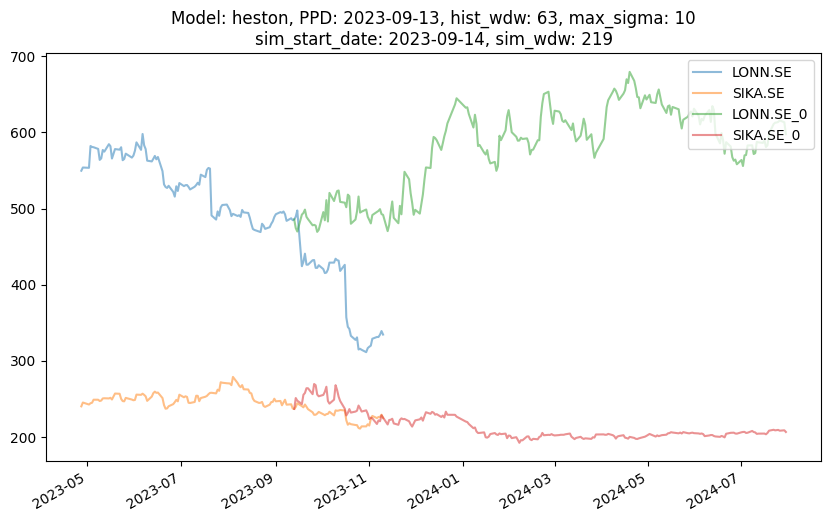 Model: heston, PPD: 2023-09-13, hist_wdw: 63, max_sigma: 10
sim_start_date: 2023-09-14, sim_wdw: 219
700
600
500
400
300
200
LONN.SE
SIKA.SE
LONN.SE_0
SIKA.SE_0
2023-05
2023-07
2023-09
2023-11
2024-01
2024-03
2024-05
2024-07